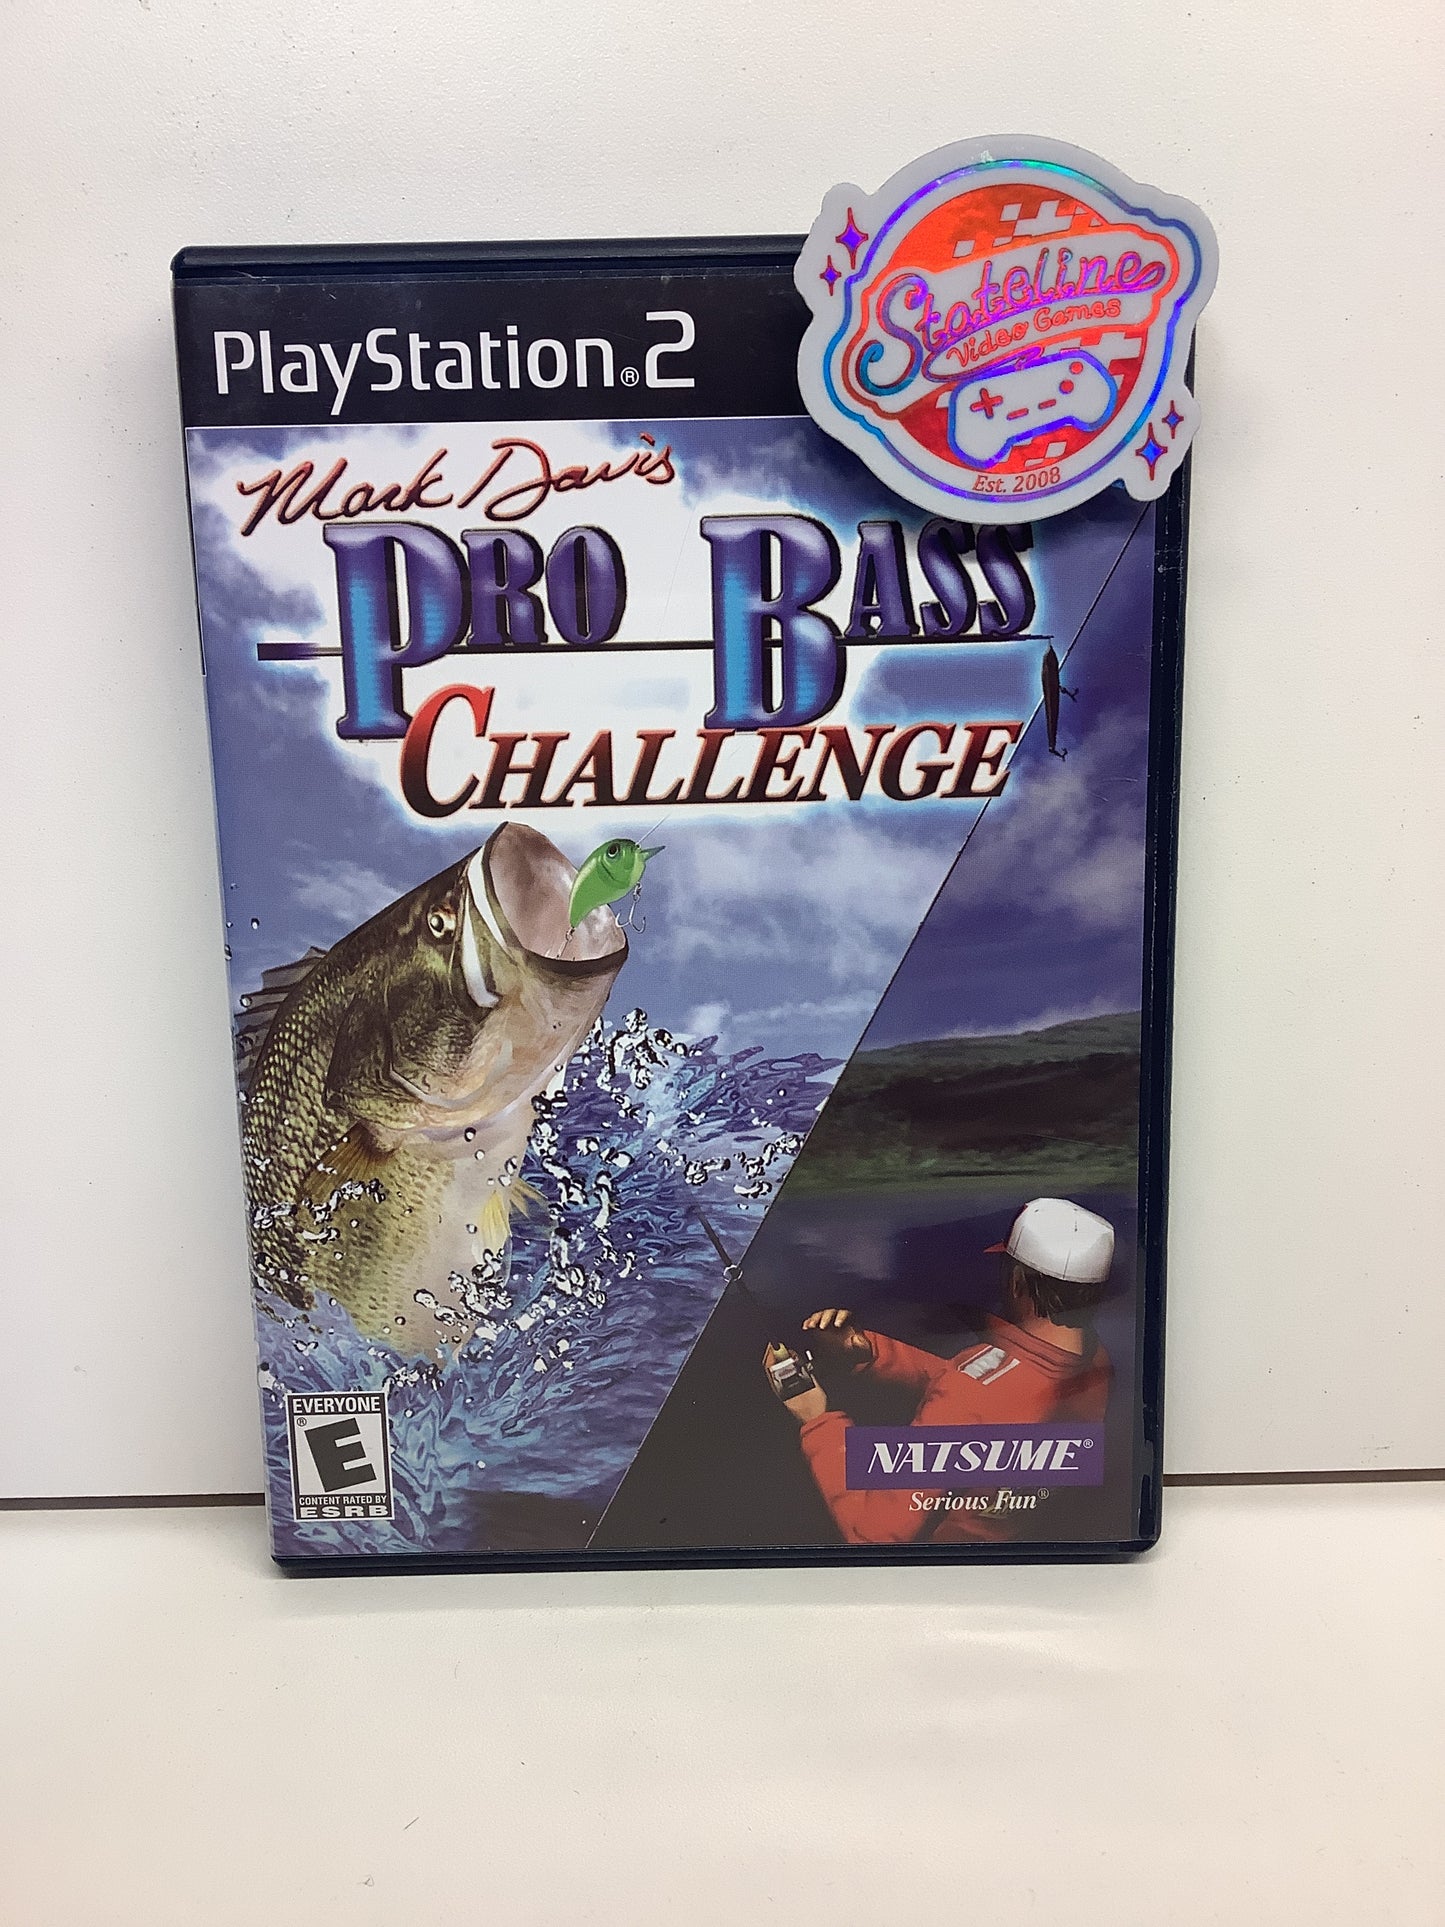 PlayStation®2
Stateline
Video Games
Est. 2008
Mark Davis
PRO BASS
CHALLENGE
EVERYONE
®
E
CONTENT RATED BY
ESRB
NATSUME®
Serious Fun®